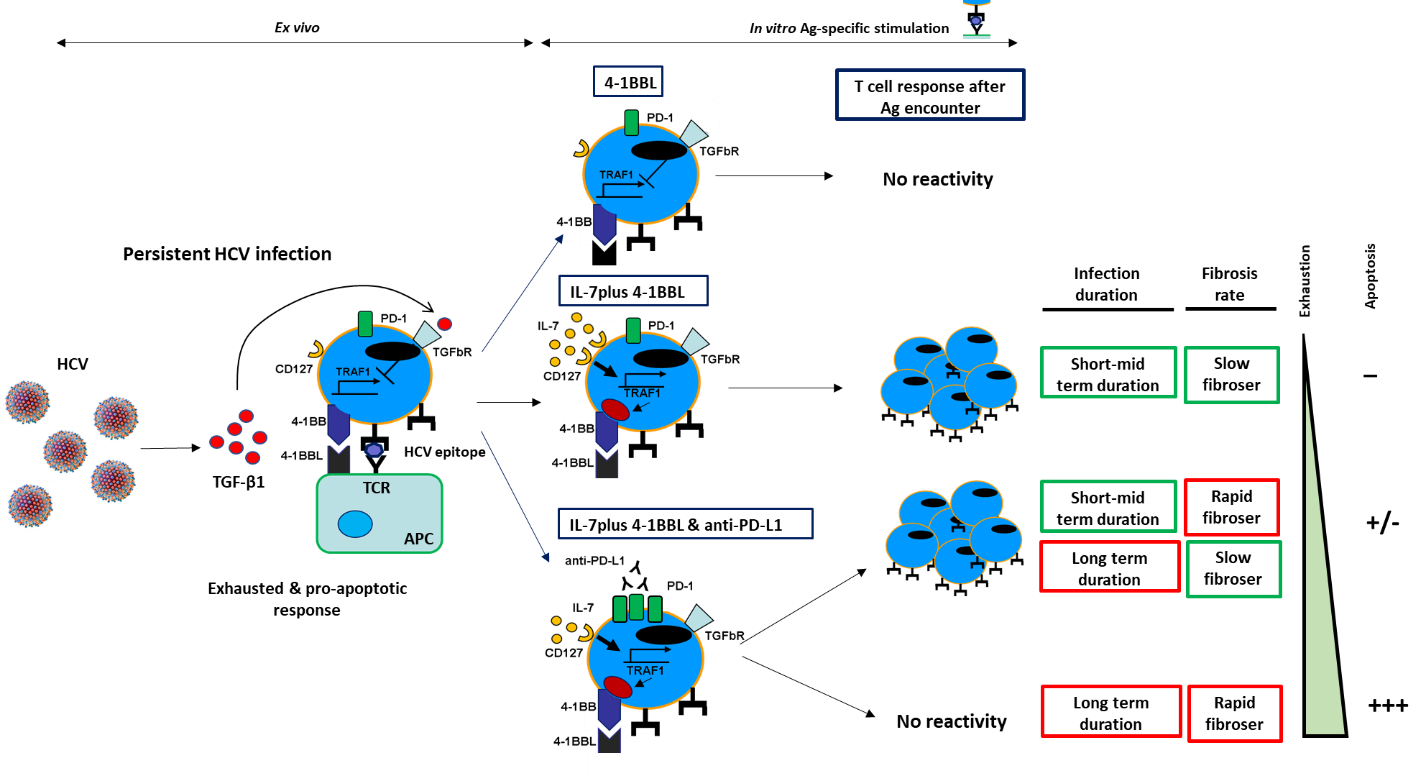 Ex vivo
In vitro Ag-specific stimulation
4-1BBL
T cell response after
Ag encounter
PD-1
TGFbR
TRAF1
4-1BB
No reactivity
Persistent HCV infection
HCV
TGF-β1
PD-1
TGFbR
CD127
TRAF1
4-1BB
4-1BBL
HCV epitope
TCR
APC
Exhausted & pro-apoptotic
response
IL-7plus 4-1BBL
IL-7
PD-1
TGFbR
CD127
TRAF1
4-1BB
4-1BBL
IL-7plus 4-1BBL & anti-PD-L1
anti-PD-L1
PD-1
IL-7
TGFbR
CD127
TRAF1
4-1BB
4-1BBL
No reactivity
Infection
duration
Fibrosis
rate
Exhaustion
Apoptosis
Short-mid
term duration
Slow
fibroser
–
Short-mid
term duration
Rapid
fibroser
+/-
Long term
duration
Slow
fibroser
Long term
duration
Rapid
fibroser
+++